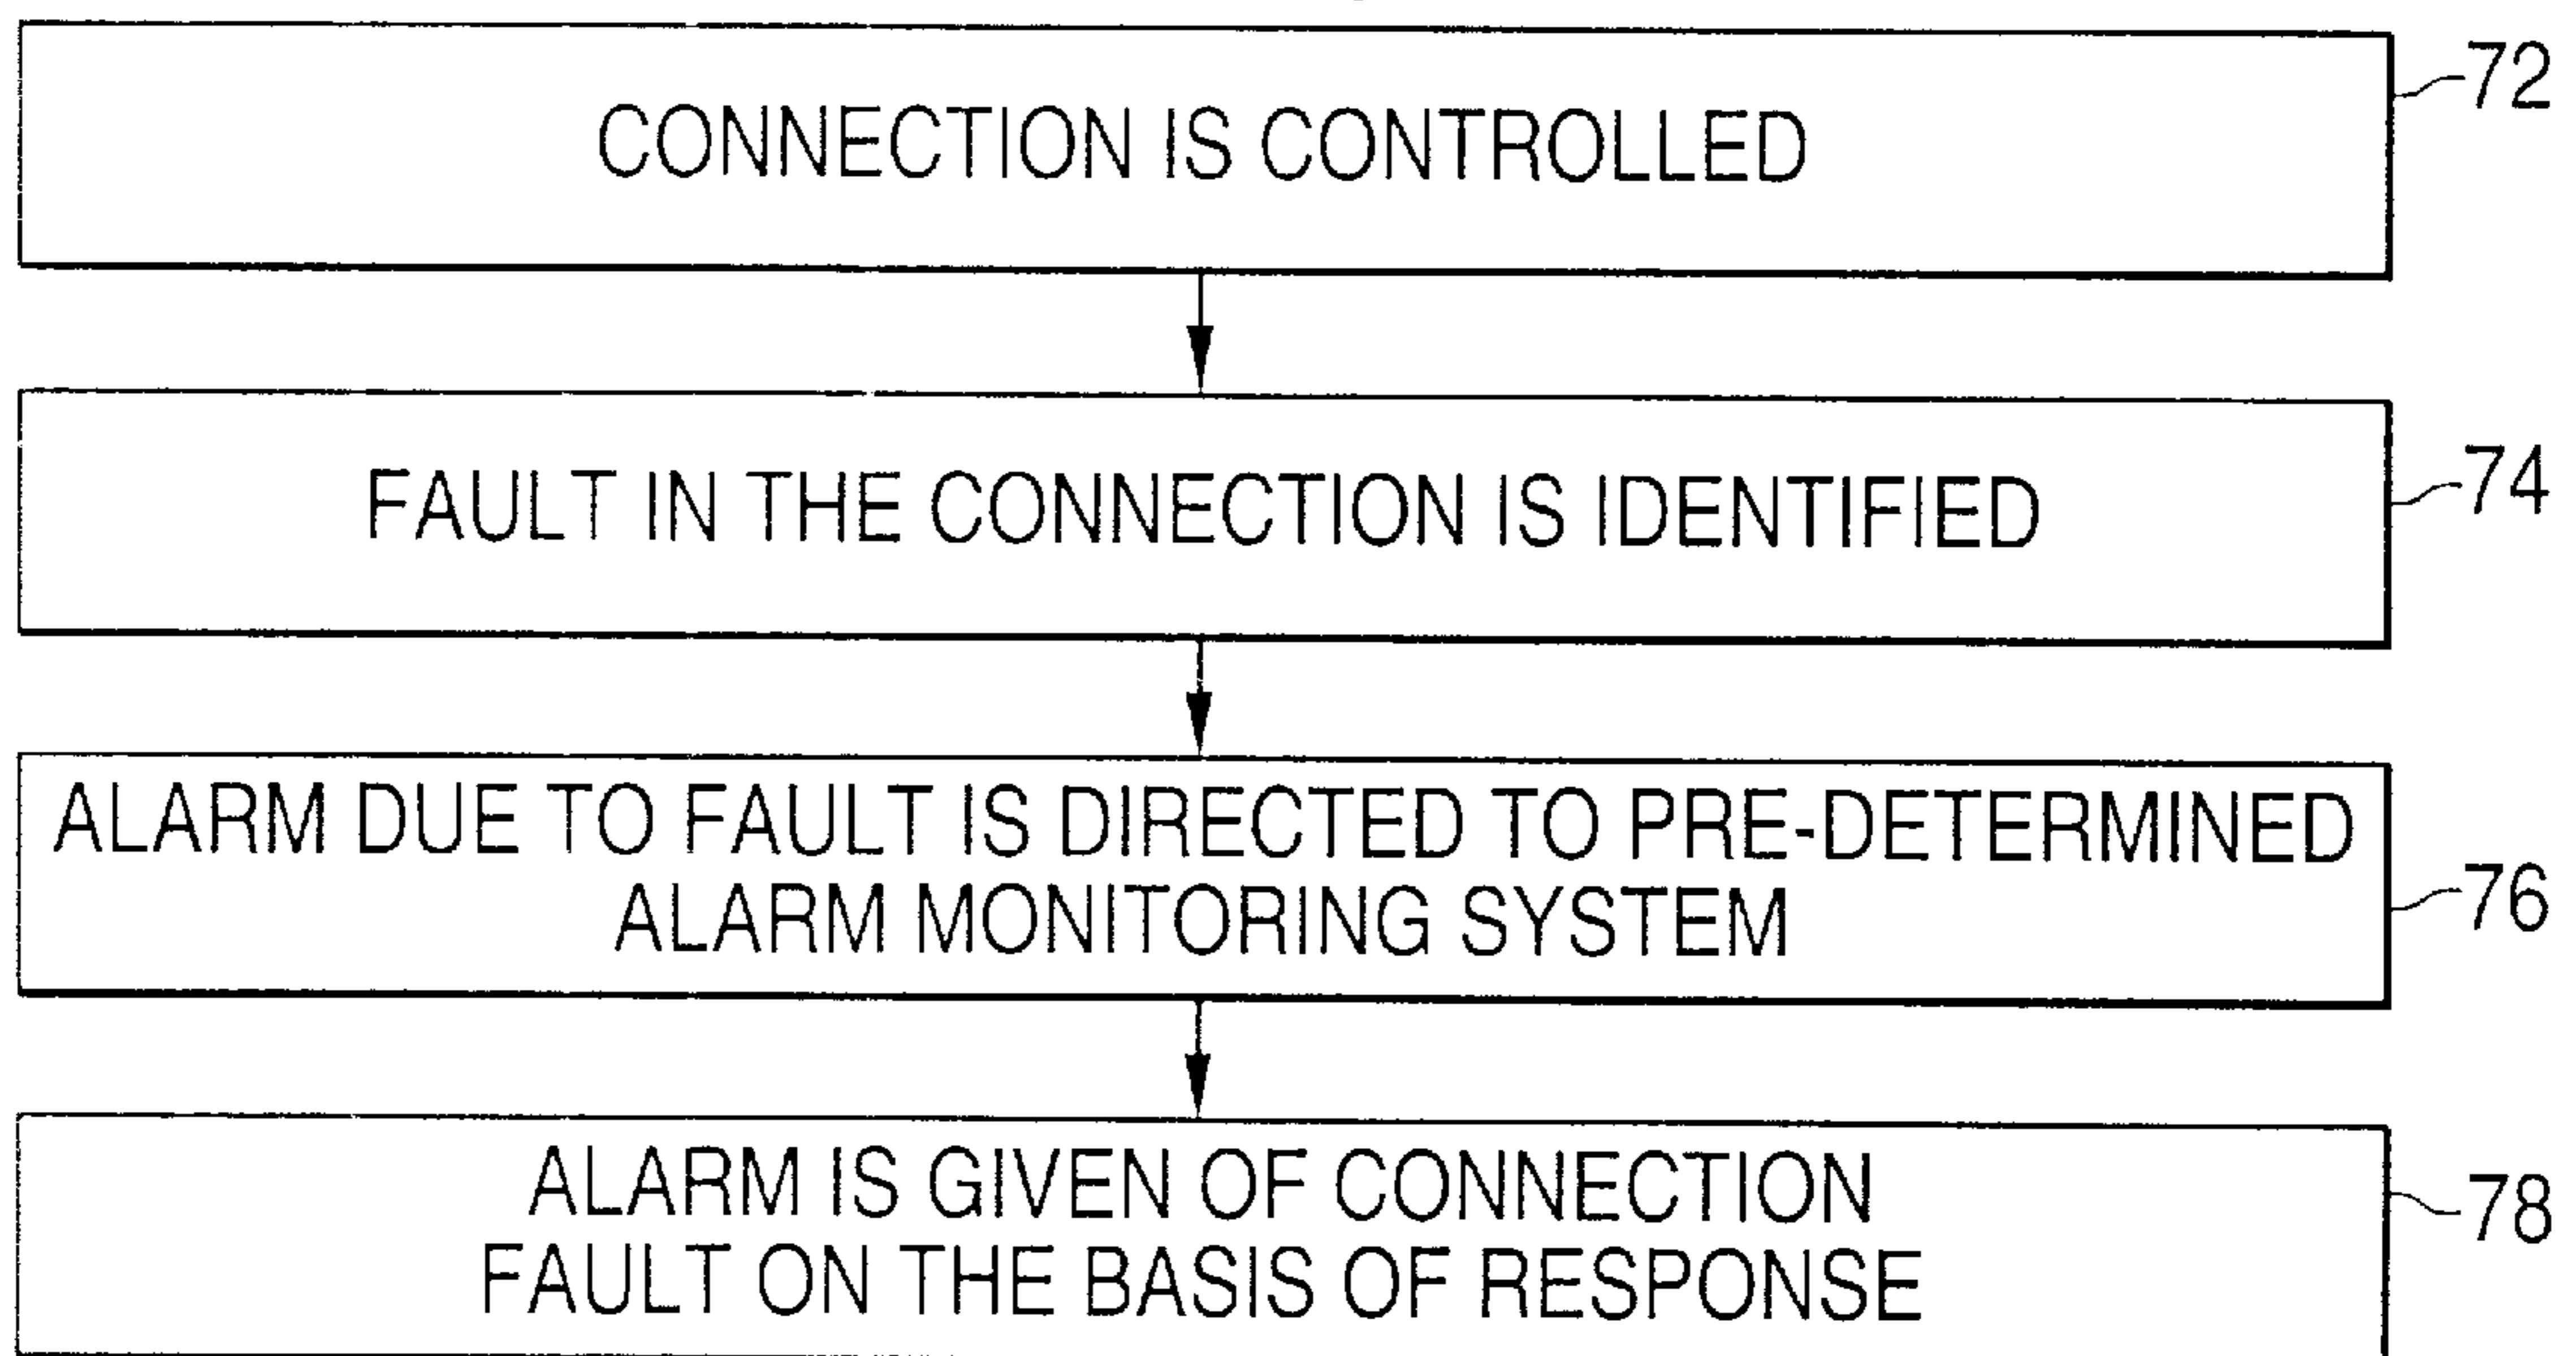 CONNECTION IS CONTROLLED
72
FAULT IN THE CONNECTION IS IDENTIFIED
74
ALARM DUE TO FAULT IS DIRECTED TO PRE-DETERMINED
ALARM MONITORING SYSTEM
76
ALARM IS GIVEN OF CONNECTION
FAULT ON THE BASIS OF RESPONSE
78